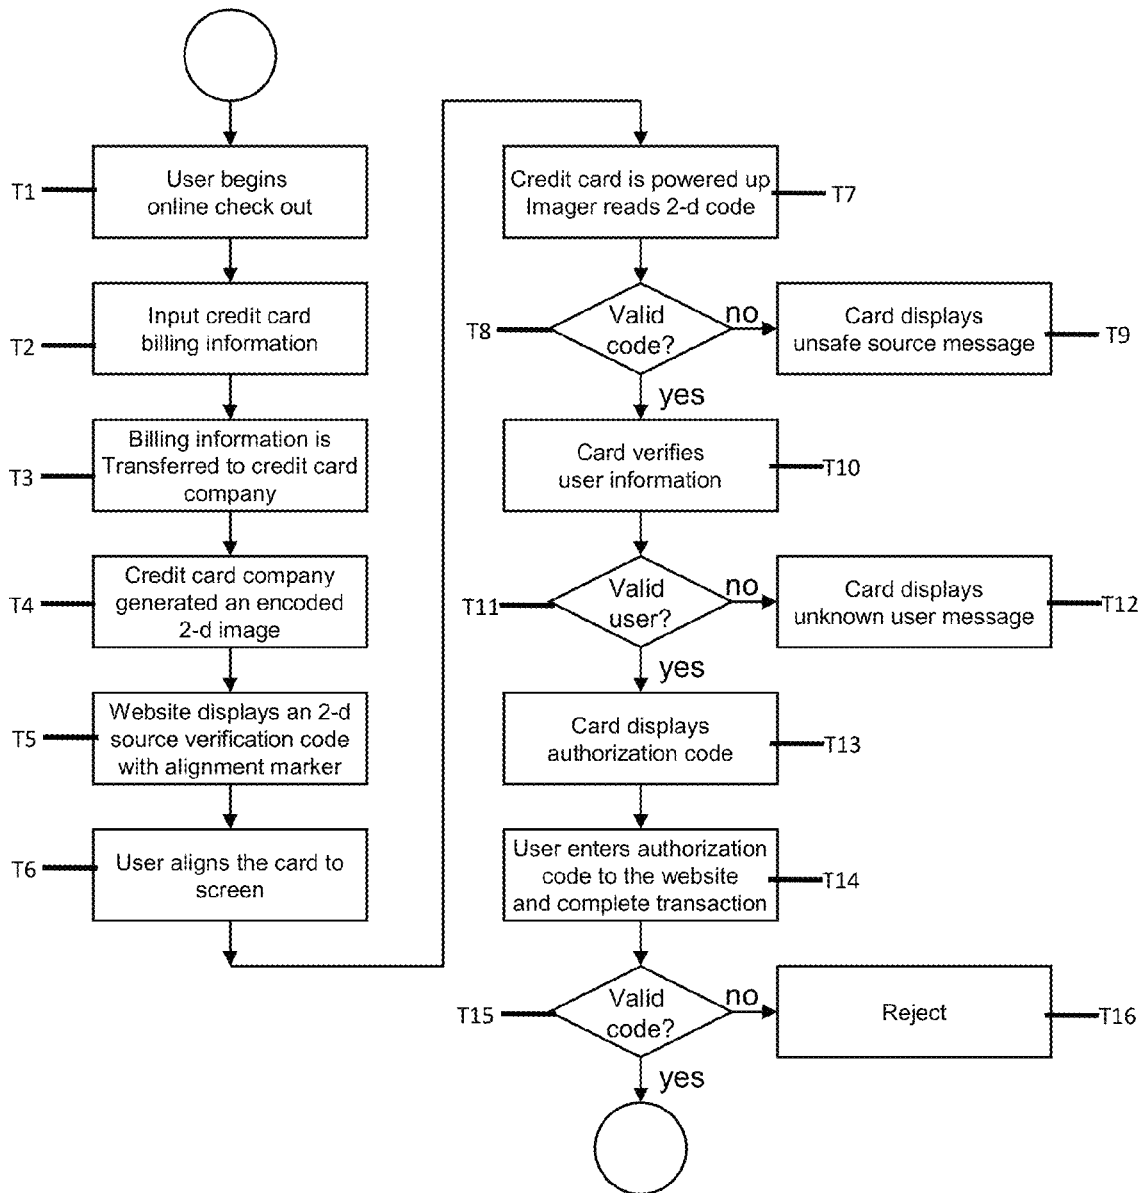 T1
User begins
online check out
T2
Input credit card
billing information
T3
Billing information is
Transferred to credit card
company
T4
Credit card company
generated an encoded
2-d image
T5
Website displays an 2-d
source verification code
with alignment marker
T6
User aligns the card to
screen
Credit card is powered up
Imager reads 2-d code
T7
T8
Valid
code?
no
Card displays
unsafe source message
T9
yes
Card verifies
user information
T10
T11
Valid
user?
no
Card displays
unknown user message
T12
yes
Card displays
authorization code
T13
User enters authorization
code to the website
and complete transaction
T14
T15
Valid
code?
no
Reject
T16
yes